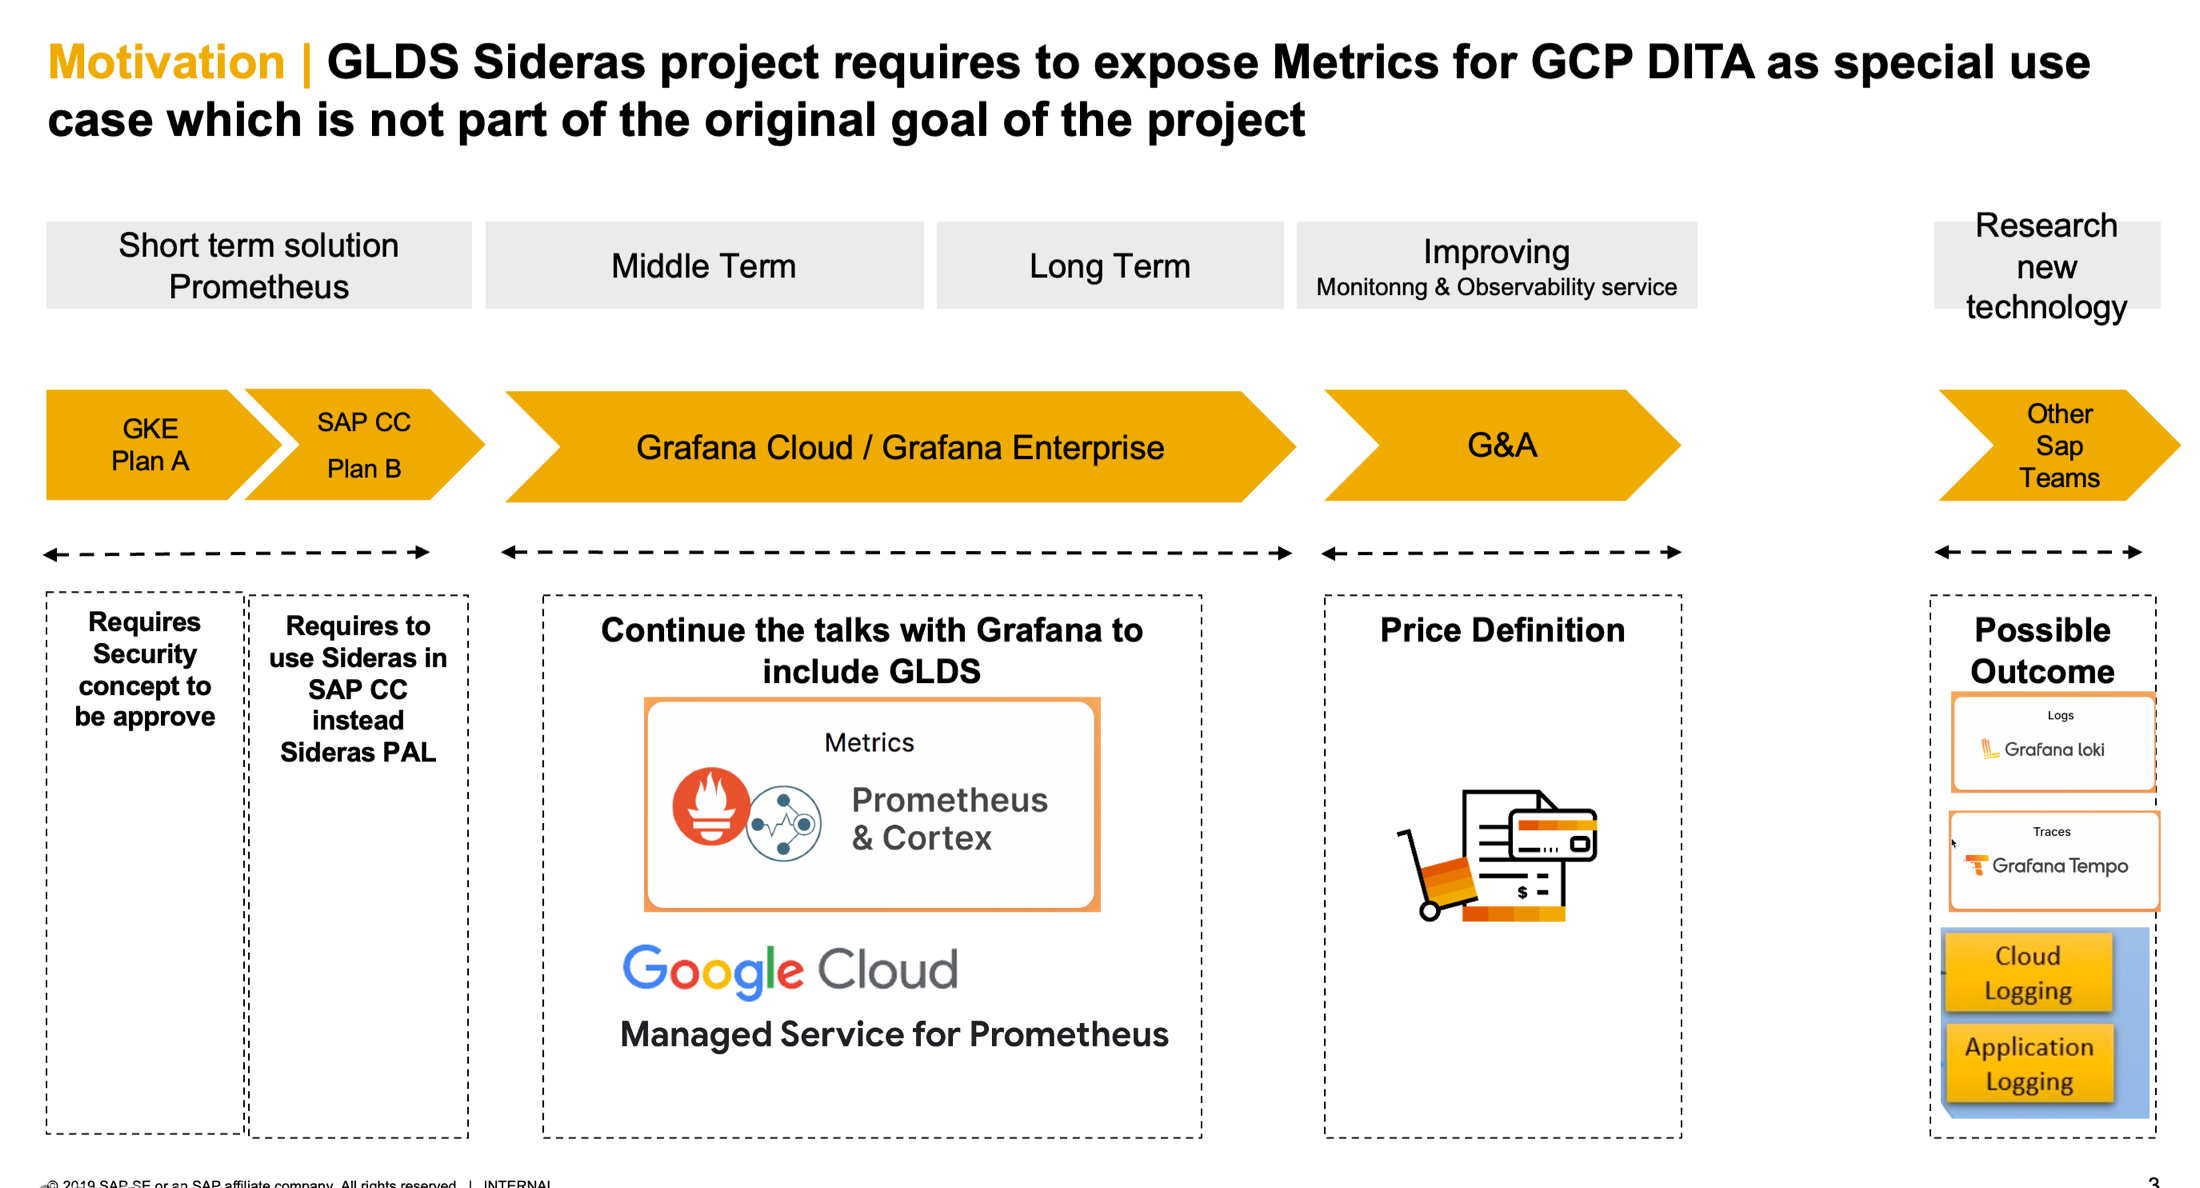 Motivation | GLDS Sideras project requires to expose Metrics for GCP DITA as special use
case which is not part of the original goal of the project
Short term solution
Prometheus
Middle Term
Long Term
Improving
Monitonng & Observability service
Research
new
technology
GKE
Plan A
SAP CC
Plan B
Grafana Cloud / Grafana Enterprise
G&A
Other
Sap
Teams
Requires
Security
concept to
be approve
Requires to
use Sideras in
SAP CC
instead
Sideras PAL
Continue the talks with Grafana to
include GLDS
Metrics
Prometheus
& Cortex
Google Cloud
Managed Service for Prometheus
Price Definition
$
Possible
Outcome
Logs
Grafana loki
Traces
Grafana Tempo
Cloud
Logging
Application
Logging
© 2019 SAP SE or an SAP affiliate company. All rights reserved. | INTERNAL
3